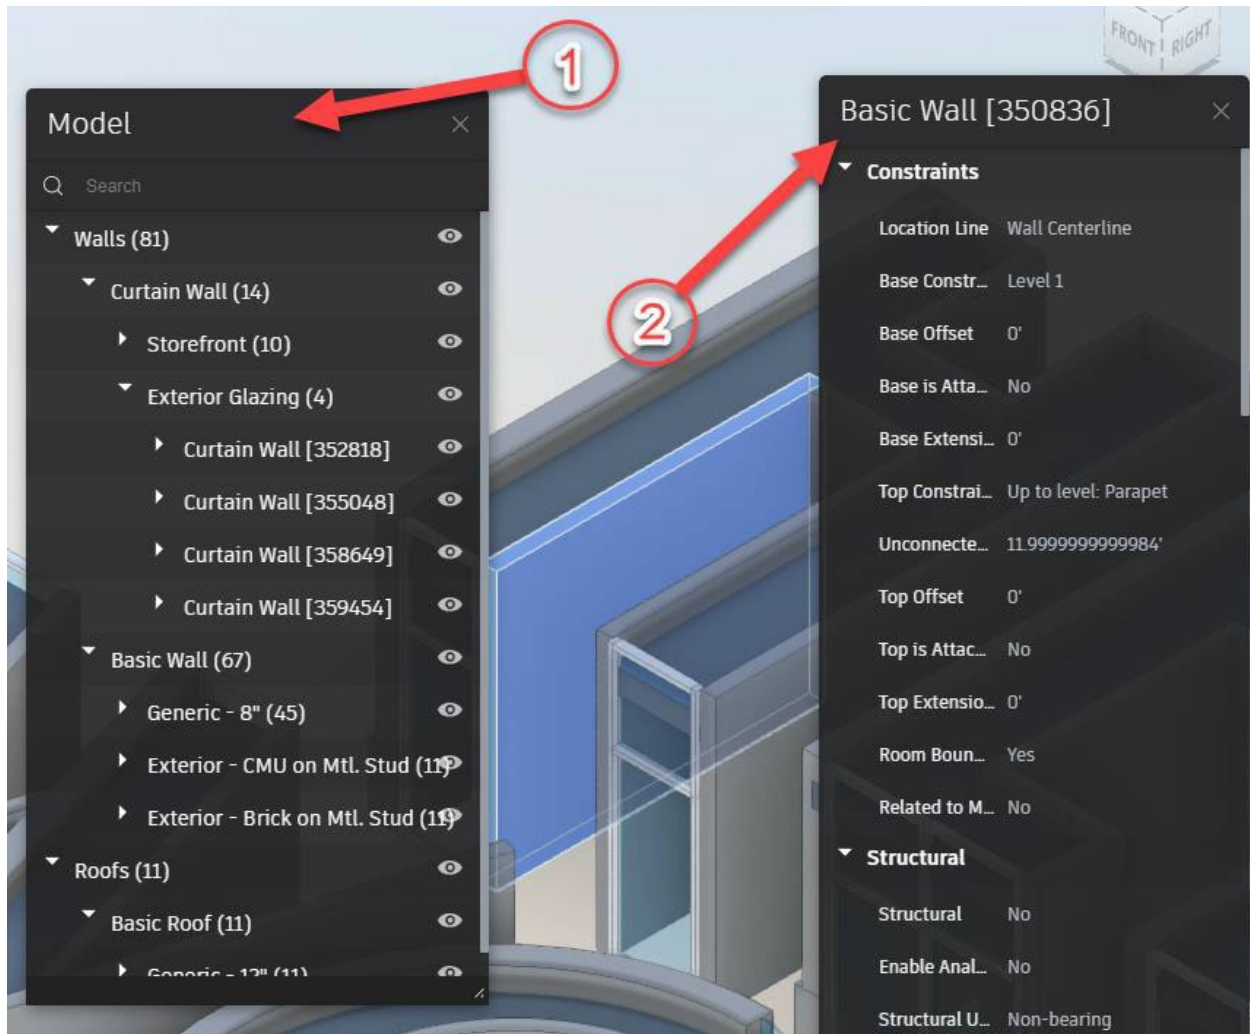 1
FRONT RIGHT
Model
Search
Walls (81)
Curtain Wall (14)
Storefront (10)
Exterior Glazing (4)
Curtain Wall [352818]
Curtain Wall [355048]
Curtain Wall [358649]
Curtain Wall [359454]
Basic Wall (67)
Generic - 8" (45)
Exterior - CMU on Mtl. Stud (11)
Exterior - Brick on Mtl. Stud (11)
Roofs (11)
Basic Roof (11)
Generic - 12" (11)
2
Basic Wall [350836]
Constraints
Location Line Wall Centerline
Base Constr... Level 1
Base Offset 0'
Base is Atta... No
Base Extensi... 0'
Top Constrai... Up to level: Parapet
Unconnecte... 11.9999999999984'
Top Offset 0'
Top is Attac... No
Top Extensio... 0'
Room Boun... Yes
Related to M... No
Structural
Structural No
Enable Anal... No
Structural U... Non-bearing